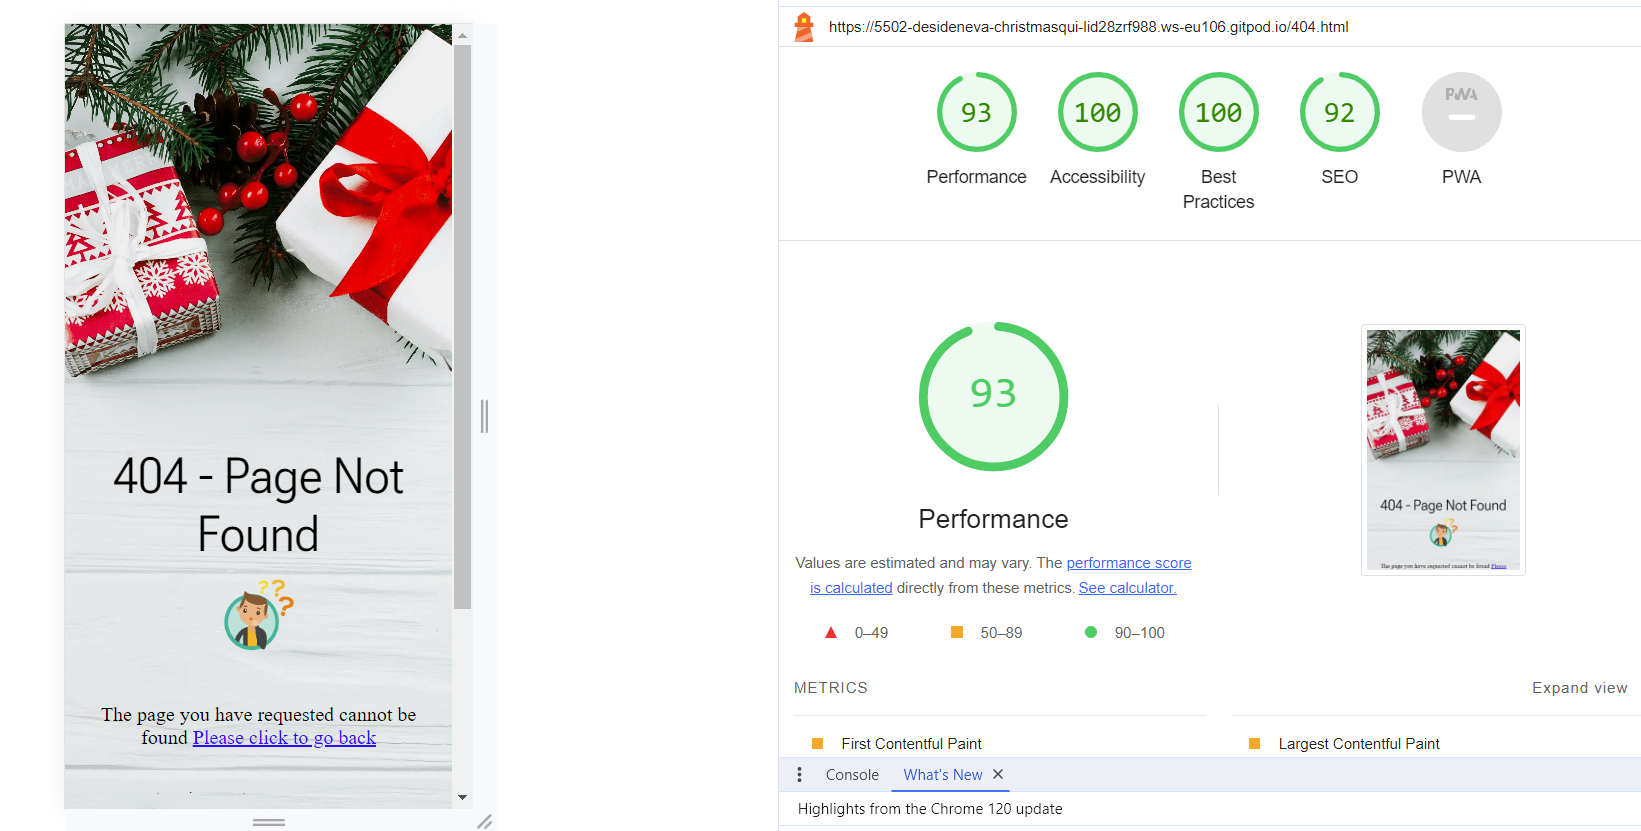 404 - Page Not
Found
The page you have requested cannot be
found Please click to go back
https://5502-desideneva-christmasqui-lid28zrf988.ws-eu106.gitpod.io/404.html
93
100
100
92
PWA
Performance
Accessibility
Best
Practices
SEO
PWA
93
Performance
Values are estimated and may vary. The performance score
is calculated directly from these metrics. See calculator.
0–49
50–89
90–100
404 - Page Not Found
The page you have requested cannot be found Please
METRICS
Expand view
First Contentful Paint
Largest Contentful Paint
Console
What's New
Highlights from the Chrome 120 update